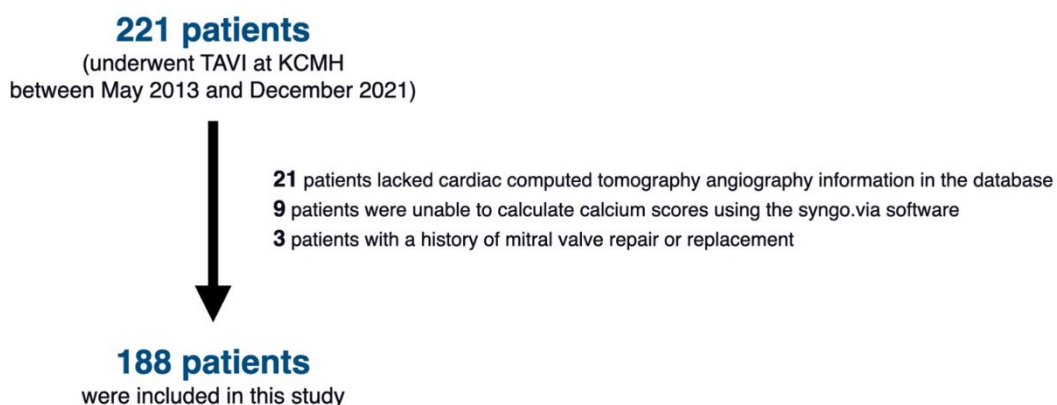 221 patients
(underwent TAVI at KCMH
between May 2013 and December 2021)
21 patients lacked cardiac computed tomography angiography information in the database
9 patients were unable to calculate calcium scores using the syngo.via software
3 patients with a history of mitral valve repair or replacement
188 patients
were included in this study